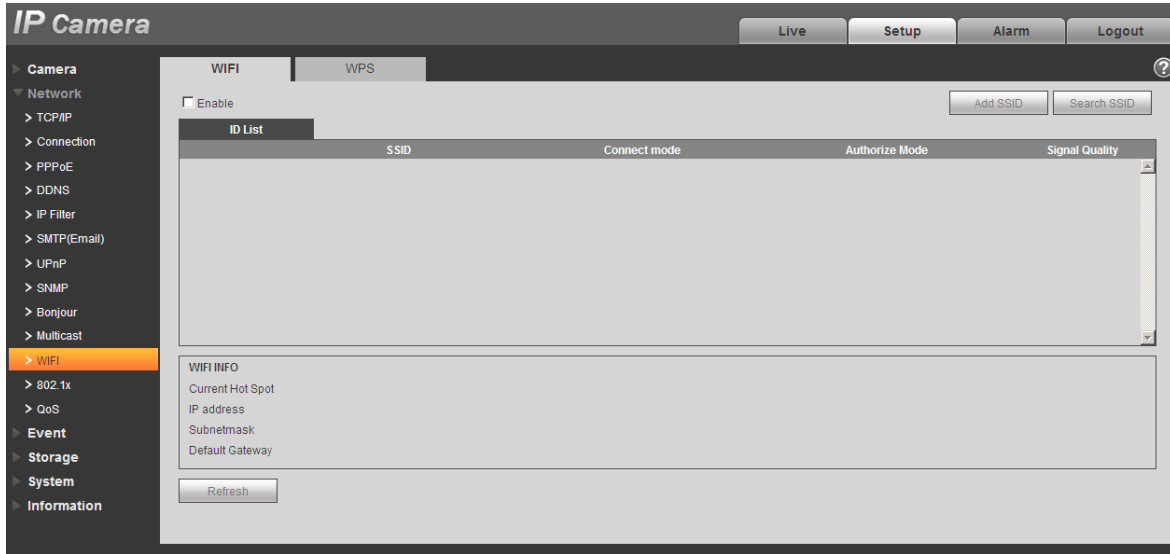 IP Camera
Live Setup Alarm Logout
Camera
Network
> TCP/IP
> Connection
> PPPoE
> DDNS
> IP Filter
> SMTP(Email)
> UPnP
> SNMP
> Bonjour
> Multicast
> WIFI
> 802.1x
> QoS
Event
Storage
System
Information
WIFI WPS
?
Enable Add SSID Search SSID
ID List
SSID Connect mode Authorize Mode Signal Quality
WIFI INFO
Current Hot Spot
IP address
Subnetmask
Default Gateway
Refresh